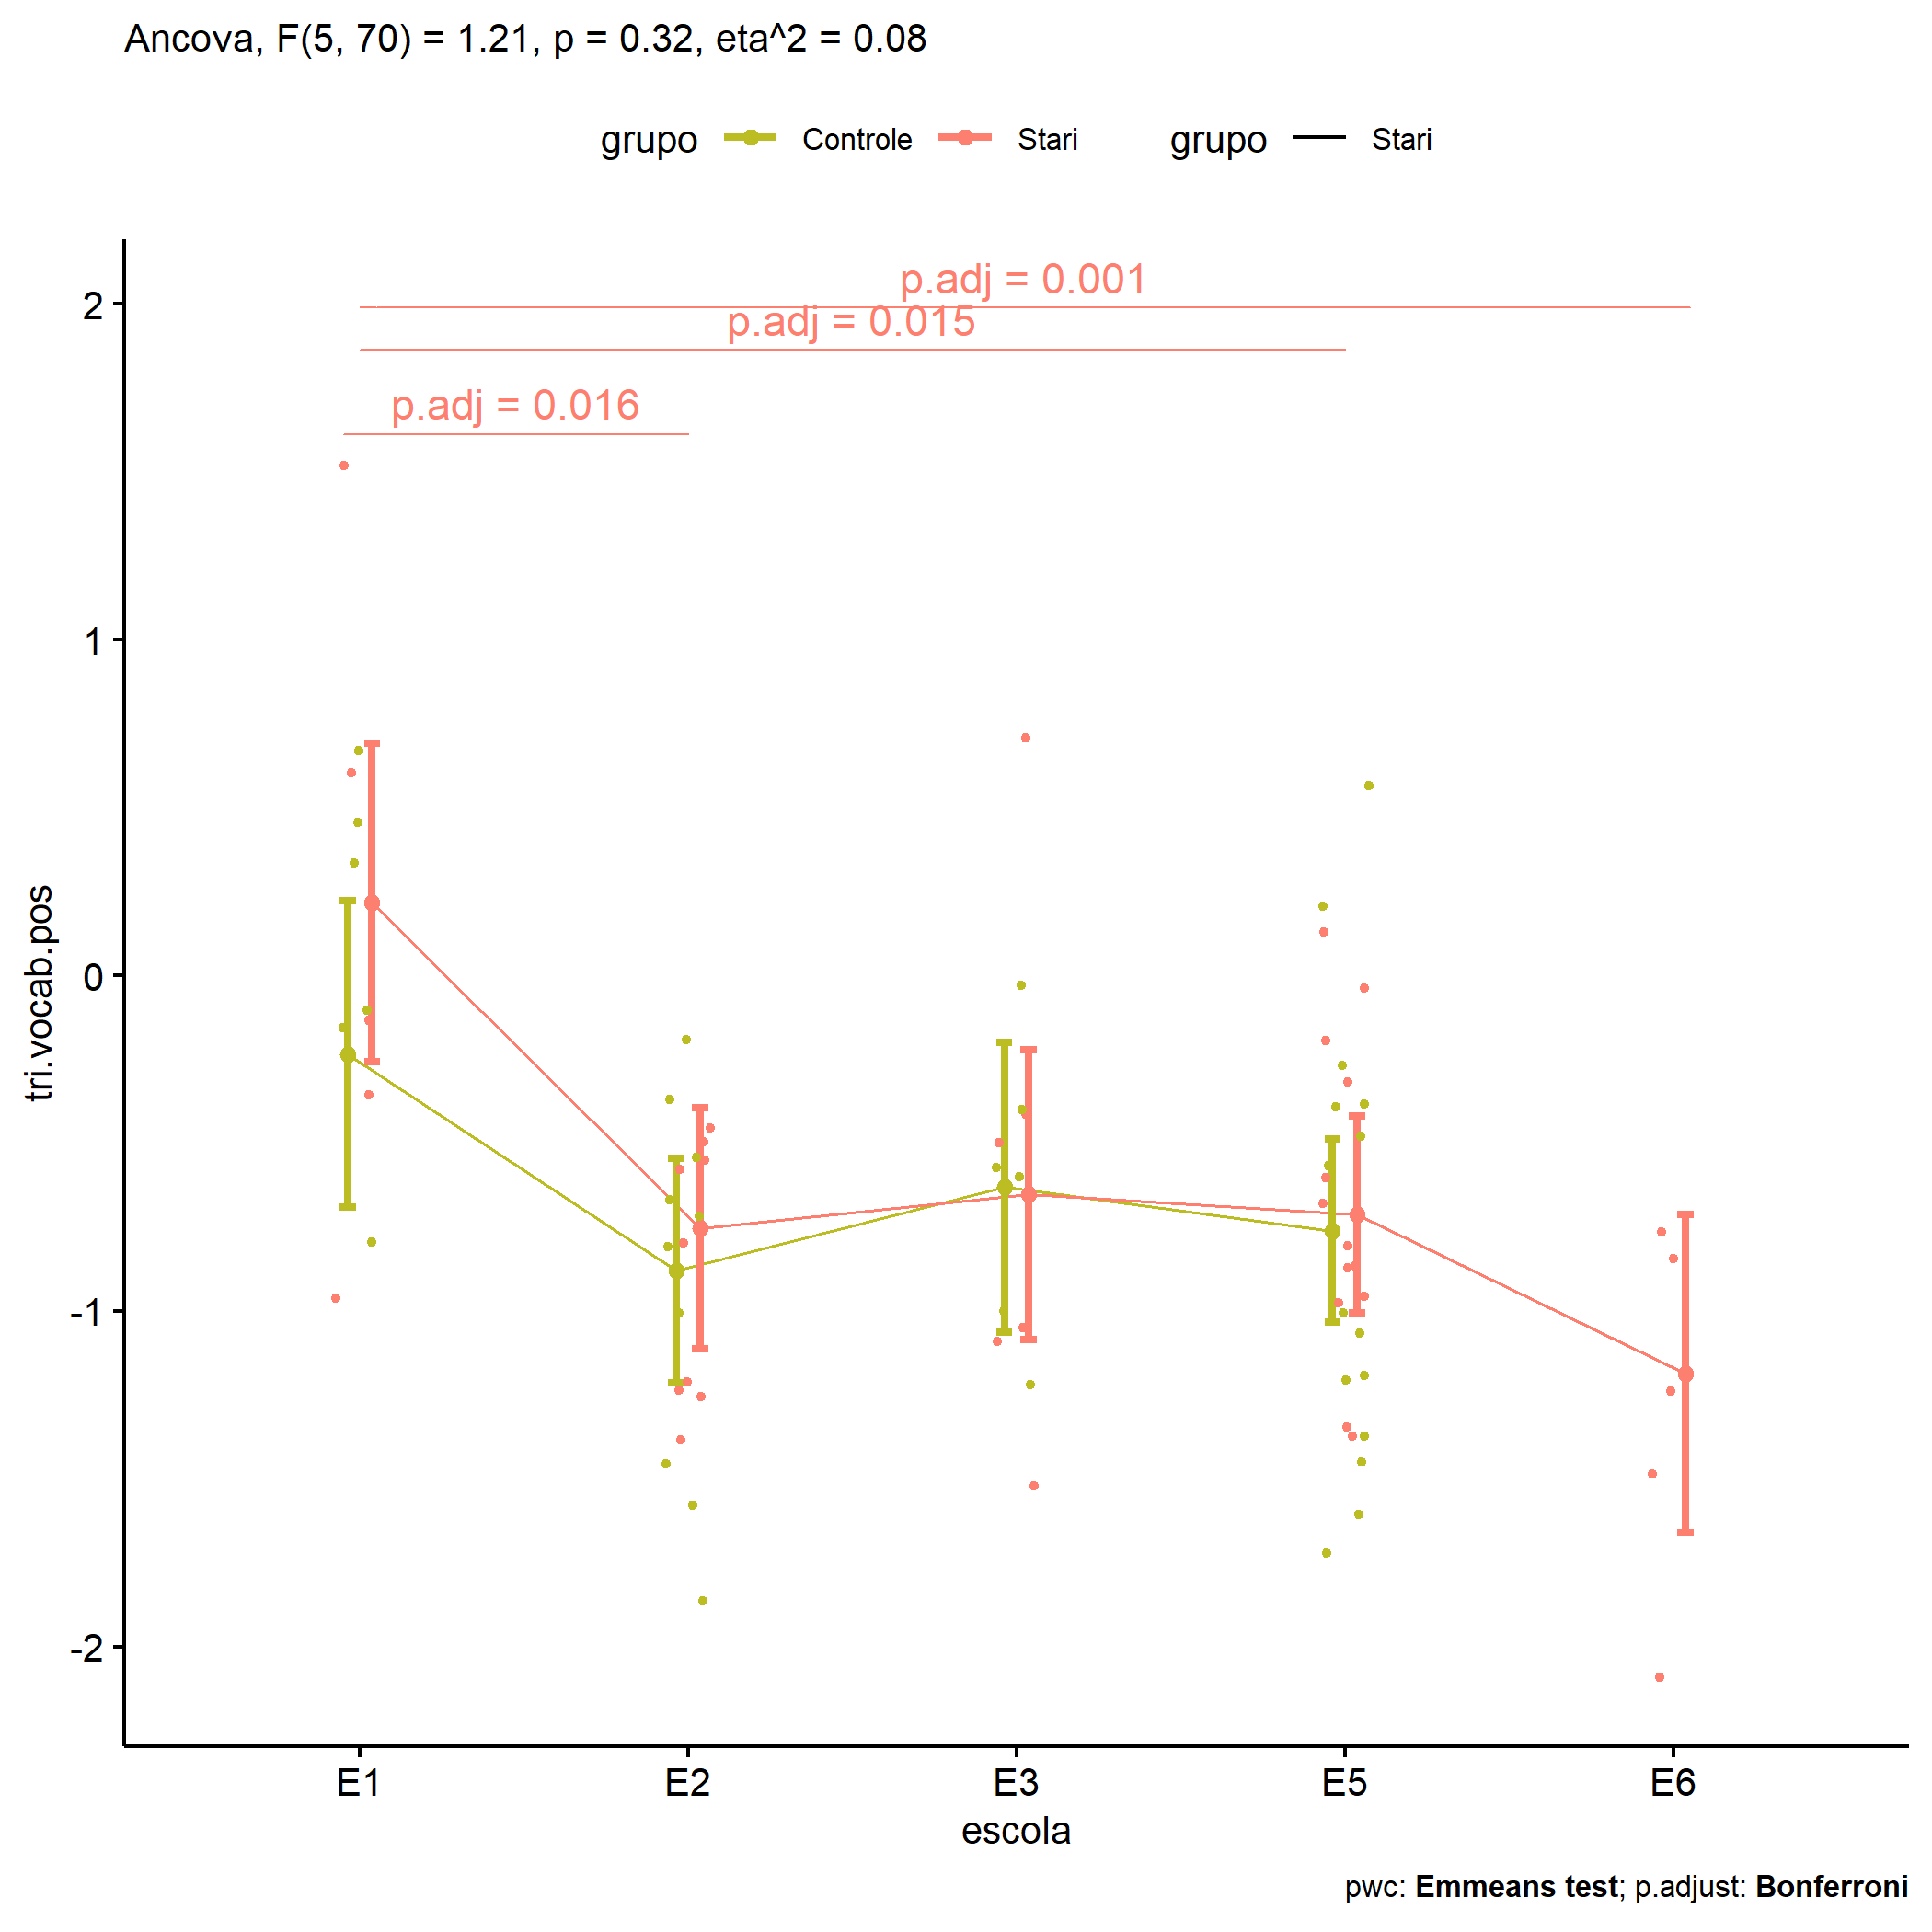 Ancova, F(5, 70) = 1.21, p = 0.32, eta^2 = 0.08
grupo Controle Stari grupo Stari
p.adj = 0.001
p.adj = 0.015
p.adj = 0.016
2
1
0
-1
-2
tri.vocab.pos
E1 E2 E3 E5 E6
escola
pwc: Emmeans test; p.adjust: Bonferroni